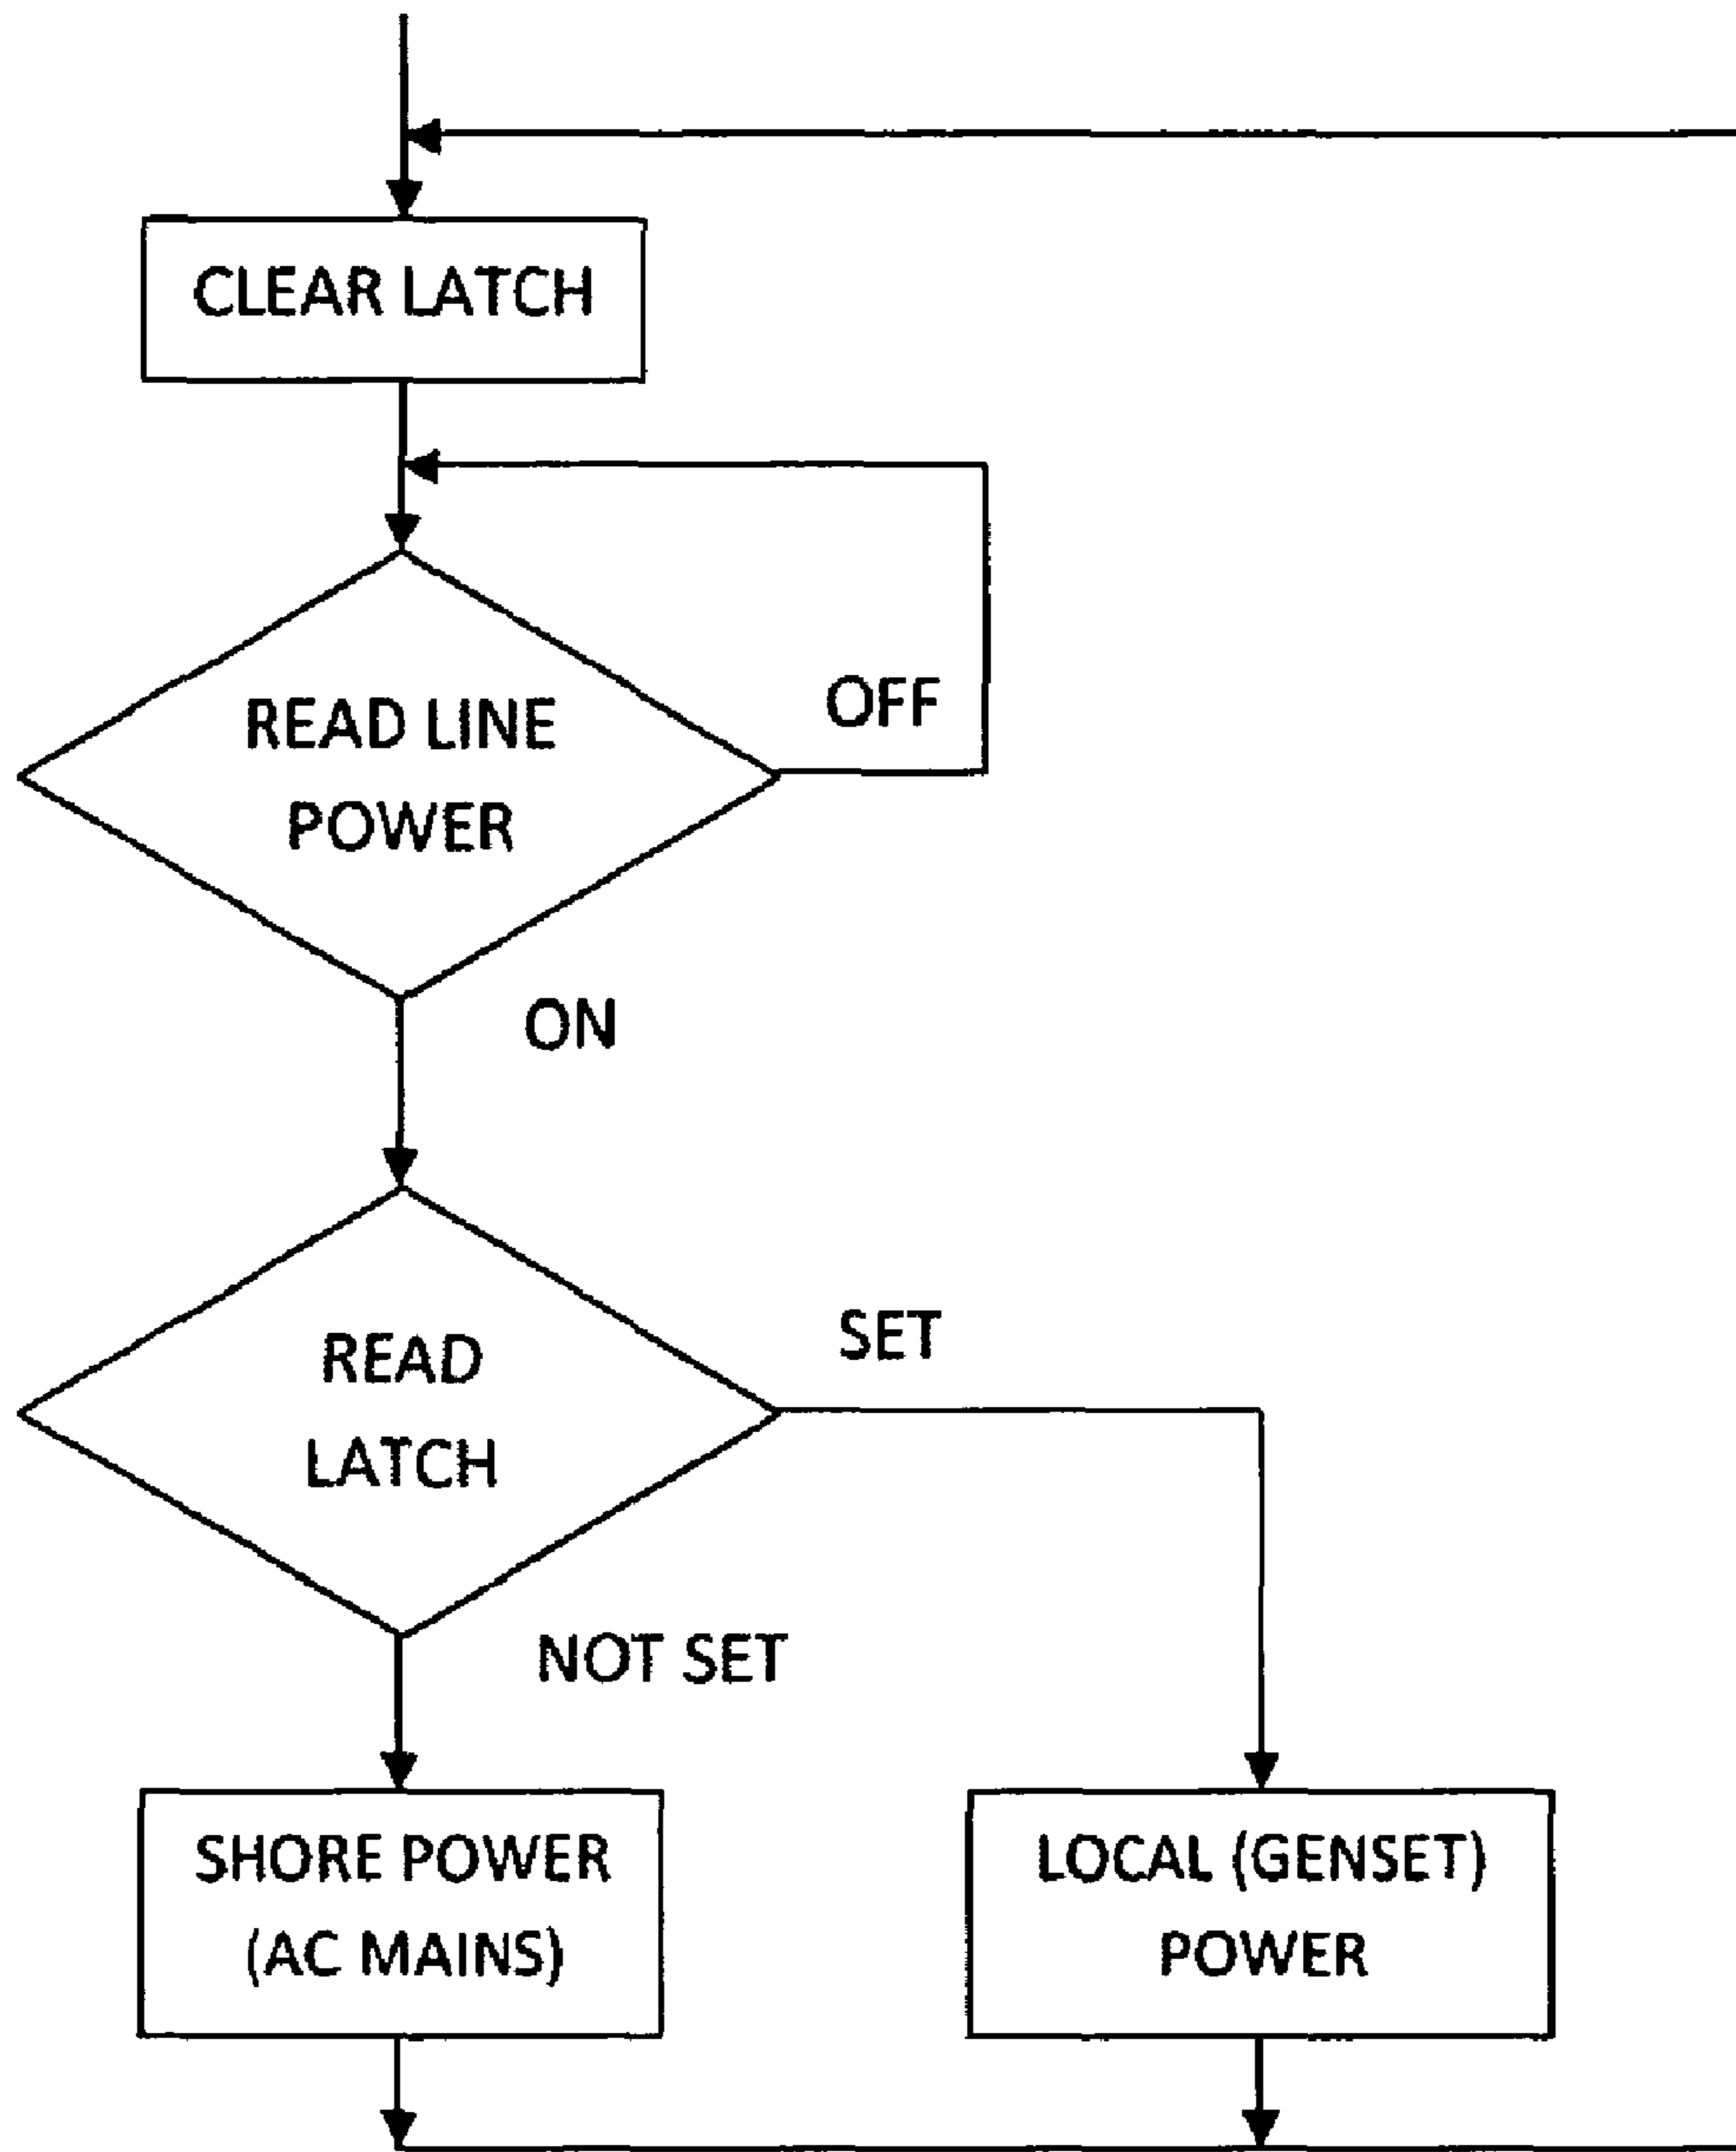 CLEAR LATCH
READ LINE
POWER
OFF
ON
READ
LATCH
SET
NOT SET
SHORE POWER
(AC MAINS)
LOCAL (GENSET)
POWER